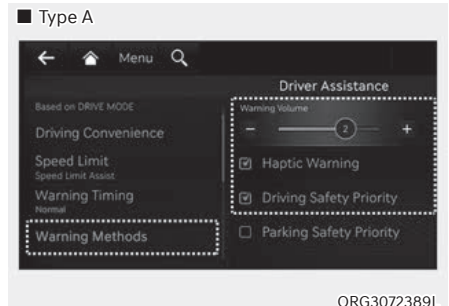 ■ Type A
Menu
Driver Assistance
Based on DRIVE MODE
Driving Convenience
Speed Limit
Speed Limit Assist
Warning Timing
Normal
Warning Methods
Warning Volume
− 2 +
Haptic Warning
Driving Safety Priority
Parking Safety Priority
ORG3072389L